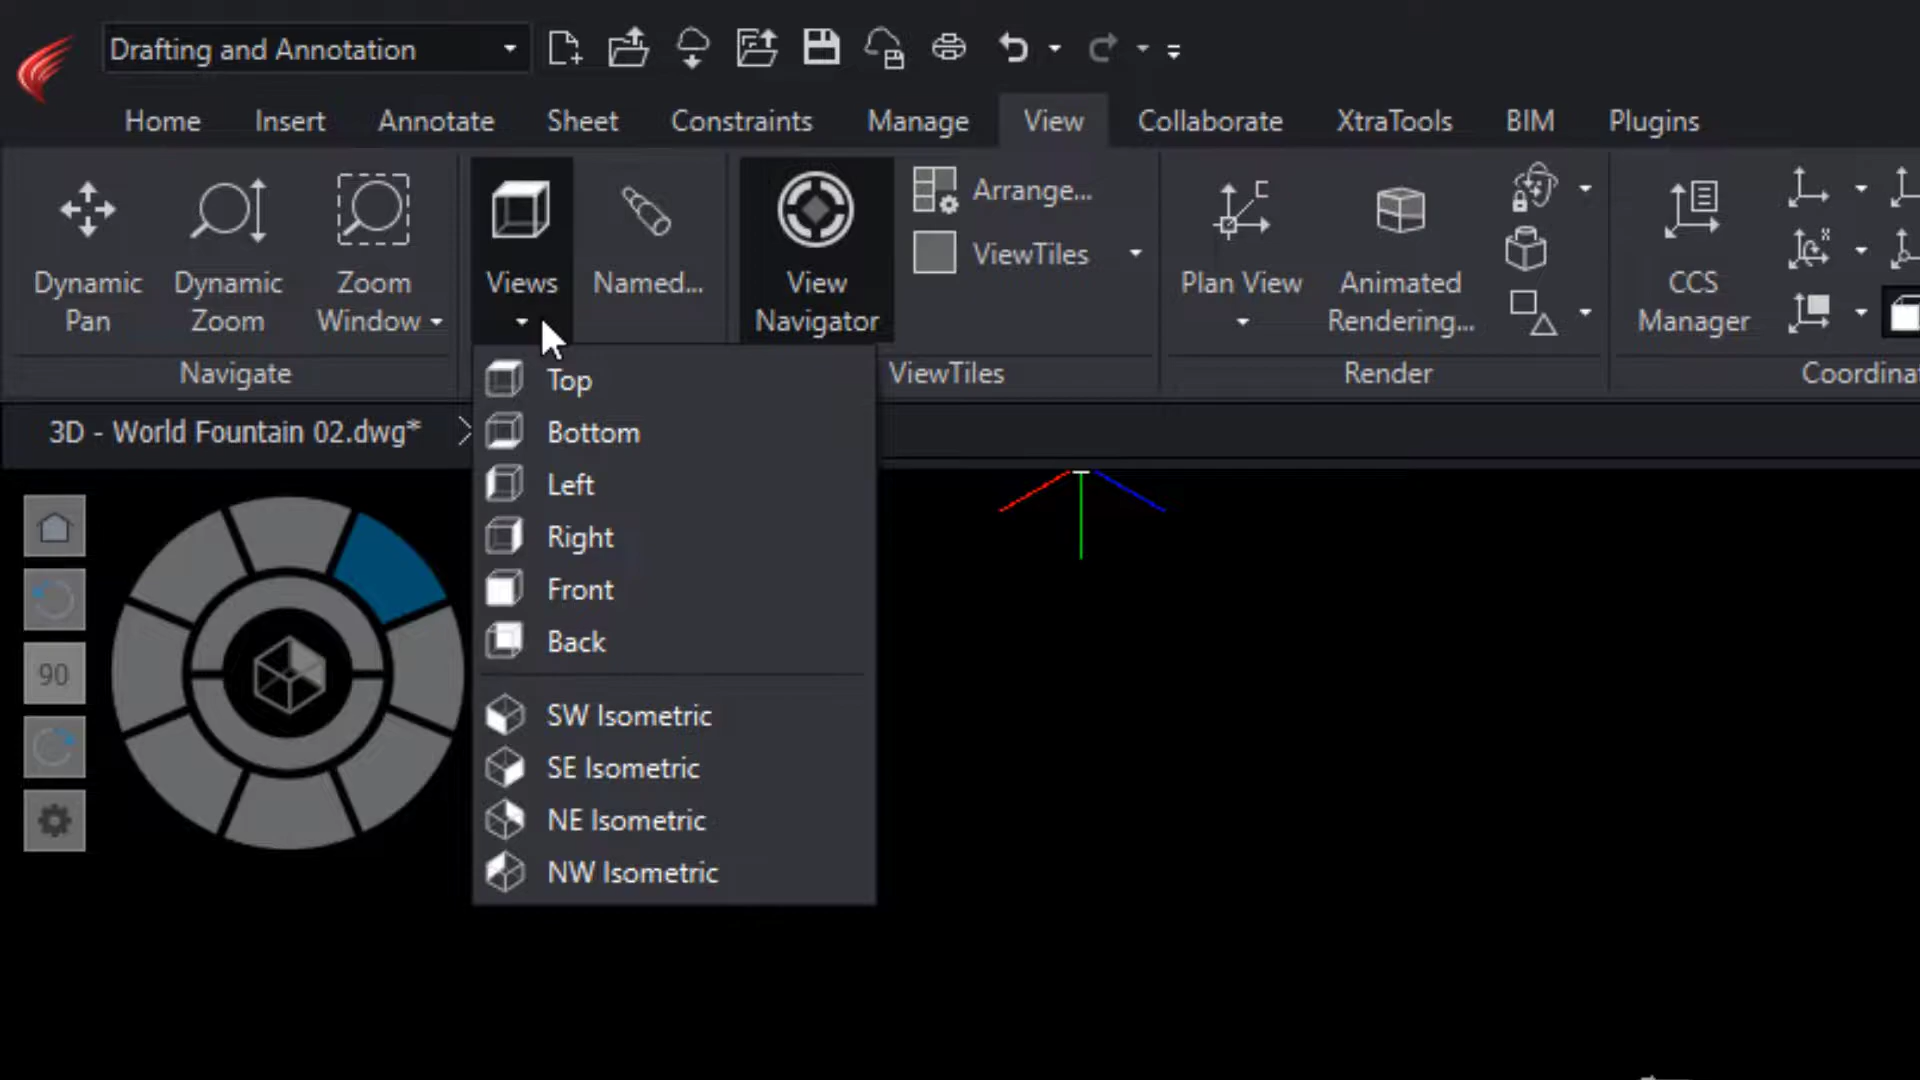 Drafting and Annotation
Home Insert Annotate Sheet Constraints Manage View Collaborate XtraTools BIM Plugins
Dynamic Pan
Dynamic Zoom
Zoom Window
Views
Named...
View Navigator
Arrange...
ViewTiles
Plan View
Animated Rendering...
CCS Manager
Navigate
ViewTiles
Render
Coordina
3D - World Fountain 02.dwg*
Top
Bottom
Left
Right
Front
Back
SW Isometric
SE Isometric
NE Isometric
NW Isometric
90